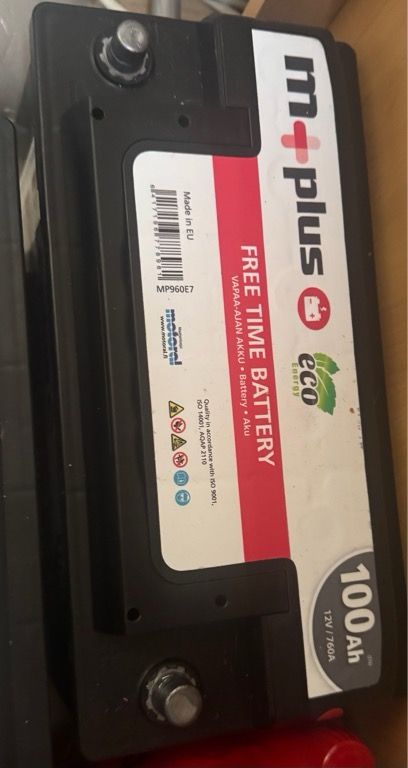 m+plus
eco
Energy
100Ah
12V / 760A
FREE TIME BATTERY
VAPAA-AJAN AKKU • Battery • Aku
Made in EU
MP960E7
motoral
www.motoral.fi
Quality in accordance with ISO 9001,
ISO 14001, AQAP 2110